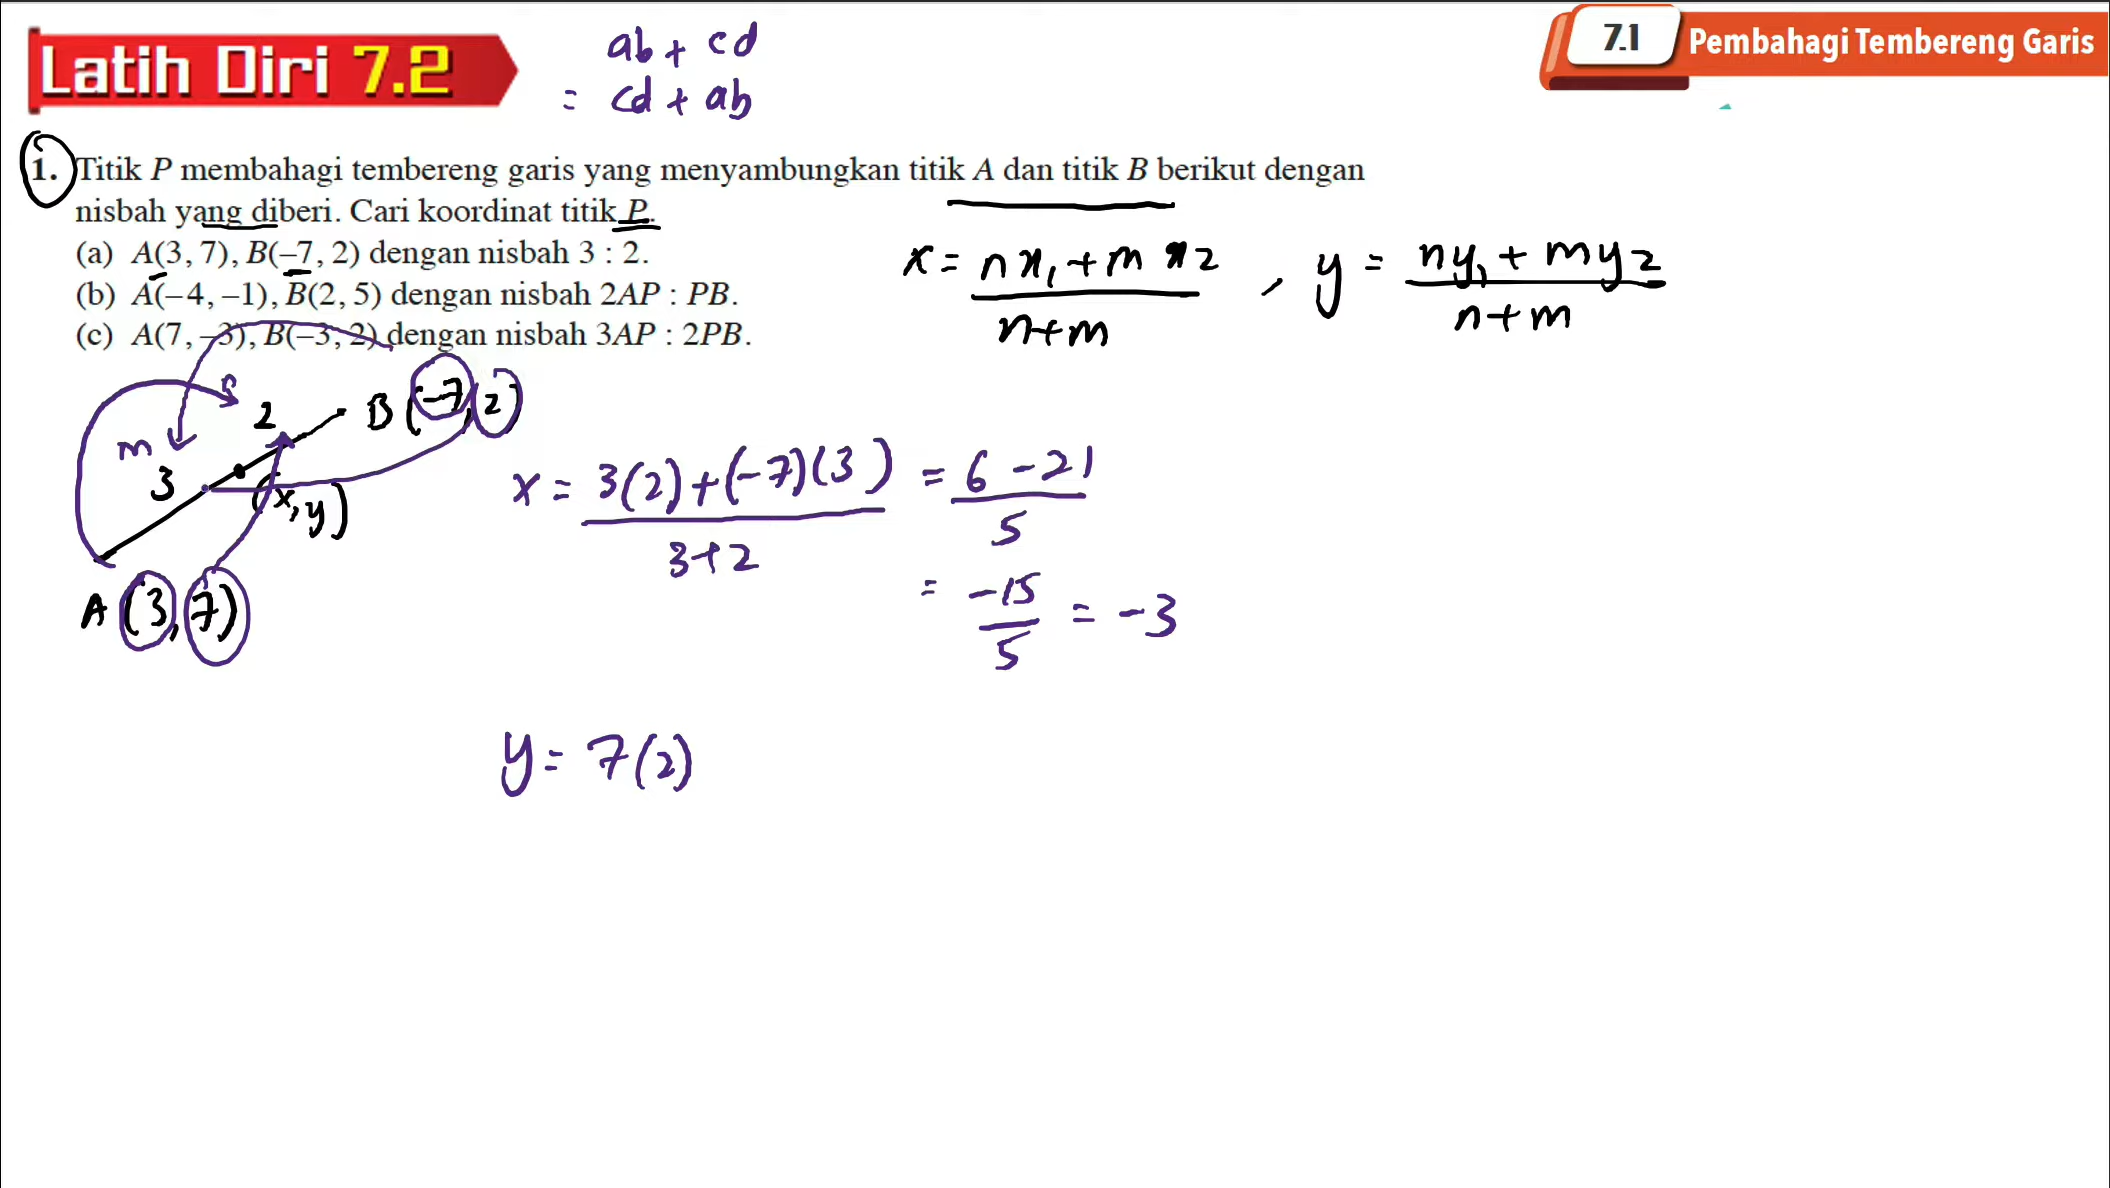 Latih Diri 7.2
ab + cd
= cd + ab
7.1 Pembahagi Tembereng Garis
1. Titik P membahagi tembereng garis yang menyambungkan titik A dan titik B berikut dengan
nisbah yang diberi. Cari koordinat titik P.
(a) A(3, 7), B(–7, 2) dengan nisbah 3 : 2.
(b) A(–4, –1), B(2, 5) dengan nisbah 2AP : PB.
(c) A(7, –3), B(–3, 2) dengan nisbah 3AP : 2PB.
x = nx1 + mx2 , y = ny1 + my2
n+m n+m
n
2 B(-7, 2)
m
3
(x, y)
A(3, 7)
x = 3(2)+(-7)(3) = 6 - 21
3+2 5
= -15 = -3
5
y = 7(2)